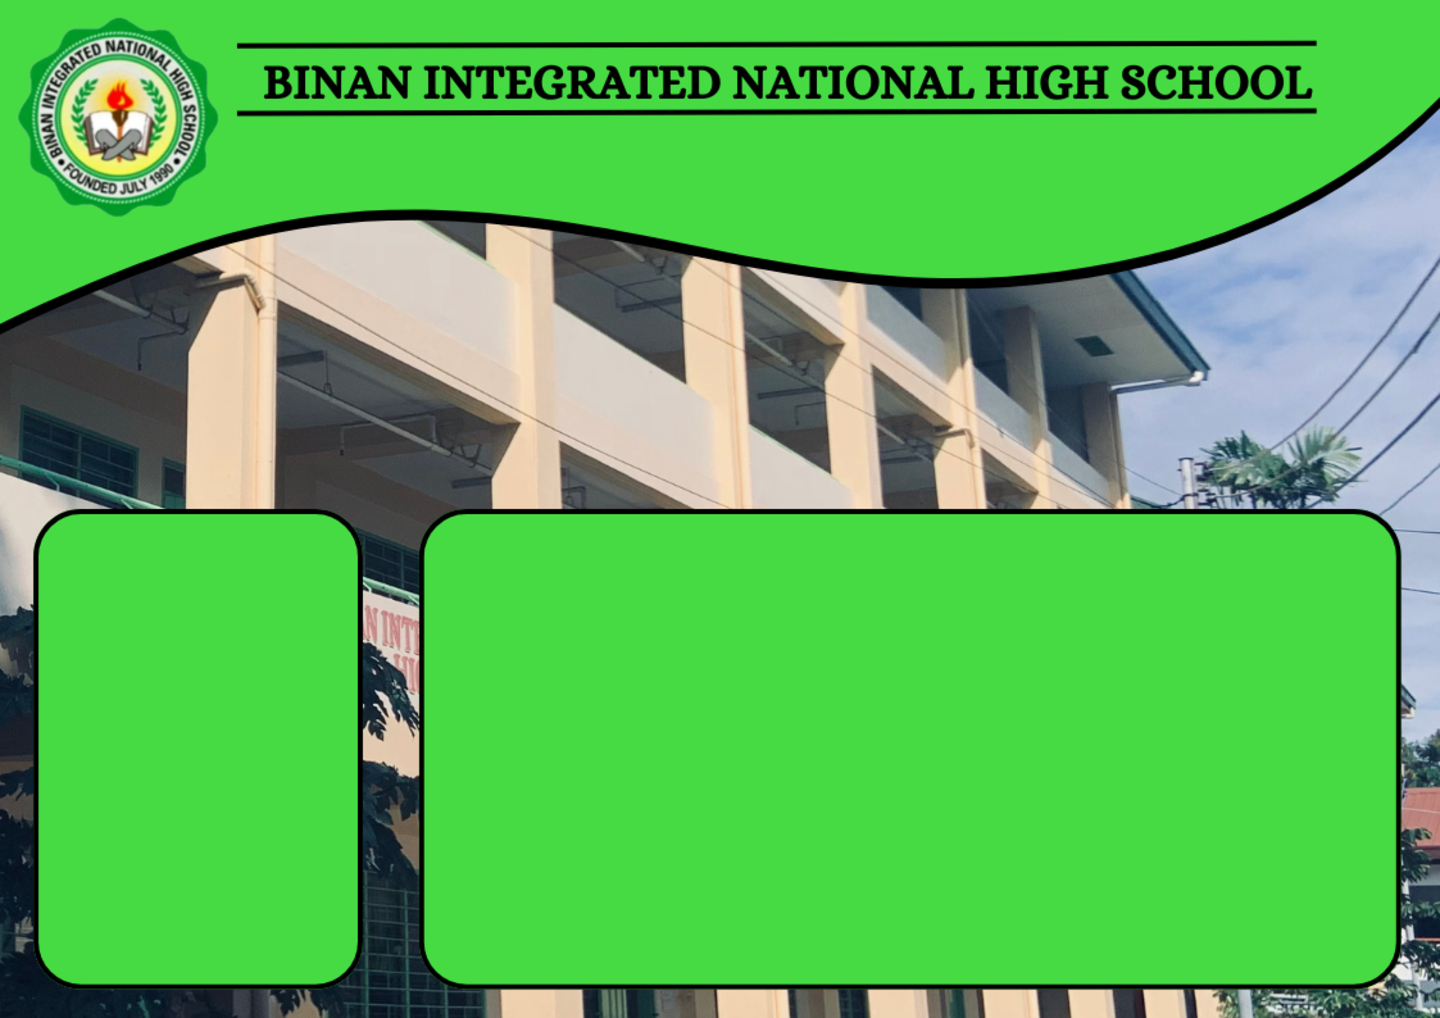 BINAN INTEGRATED NATIONAL HIGH SCHOOL
BINAN INTEGRATED NATIONAL HIGH SCHOOL
• FOUNDED JULY 1990 •
N INT
HI